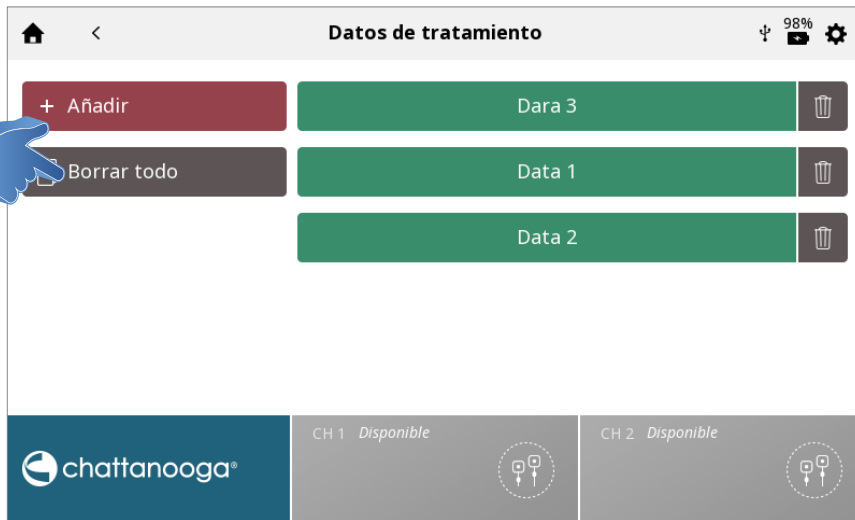 Datos de tratamiento
98%
+ Añadir
Dara 3
Borrar todo
Data 1
Data 2
CH 1 Disponible
CH 2 Disponible
chattanooga®